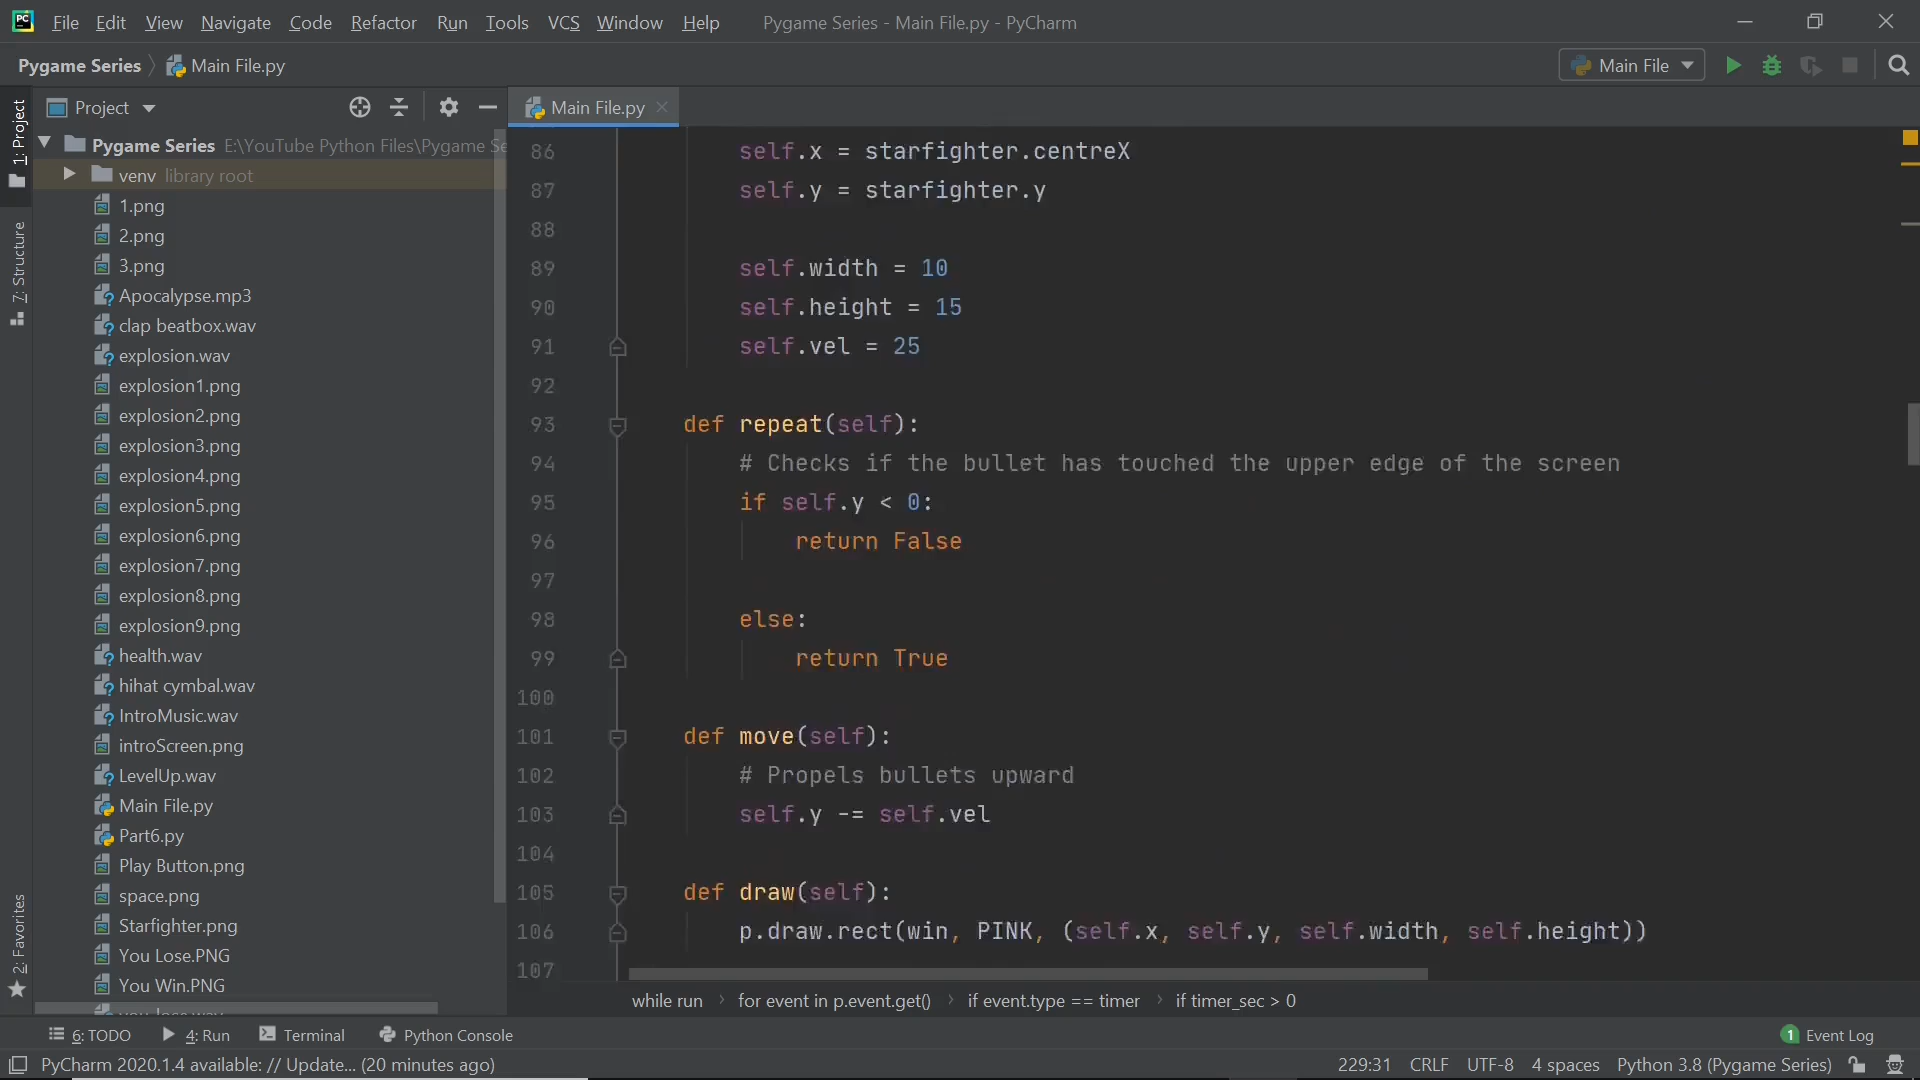 PC File Edit View Navigate Code Refactor Run Tools VCS Window Help Pygame Series - Main File.py - PyCharm
Pygame Series Main File.py Main File
Project Main File.py
1: Project
7: Structure
2: Favorites
Pygame Series E:\YouTube Python Files\Pygame Se
venv library root
1.png
2.png
3.png
Apocalypse.mp3
clap beatbox.wav
explosion.wav
explosion1.png
explosion2.png
explosion3.png
explosion4.png
explosion5.png
explosion6.png
explosion7.png
explosion8.png
explosion9.png
health.wav
hihat cymbal.wav
IntroMusic.wav
introScreen.png
LevelUp.wav
Main File.py
Part6.py
Play Button.png
space.png
Starfighter.png
You Lose.PNG
You Win.PNG
86 self.x = starfighter.centreX
87 self.y = starfighter.y
88
89 self.width = 10
90 self.height = 15
91 self.vel = 25
92
93 def repeat(self):
94 # Checks if the bullet has touched the upper edge of the screen
95 if self.y < 0:
96 return False
97
98 else:
99 return True
100
101 def move(self):
102 # Propels bullets upward
103 self.y -= self.vel
104
105 def draw(self):
106 p.draw.rect(win, PINK, (self.x, self.y, self.width, self.height))
107
while run for event in p.event.get() if event.type == timer if timer_sec > 0
6: TODO 4: Run Terminal Python Console 1 Event Log
PyCharm 2020.1.4 available: // Update... (20 minutes ago) 229:31 CRLF UTF-8 4 spaces Python 3.8 (Pygame Series)